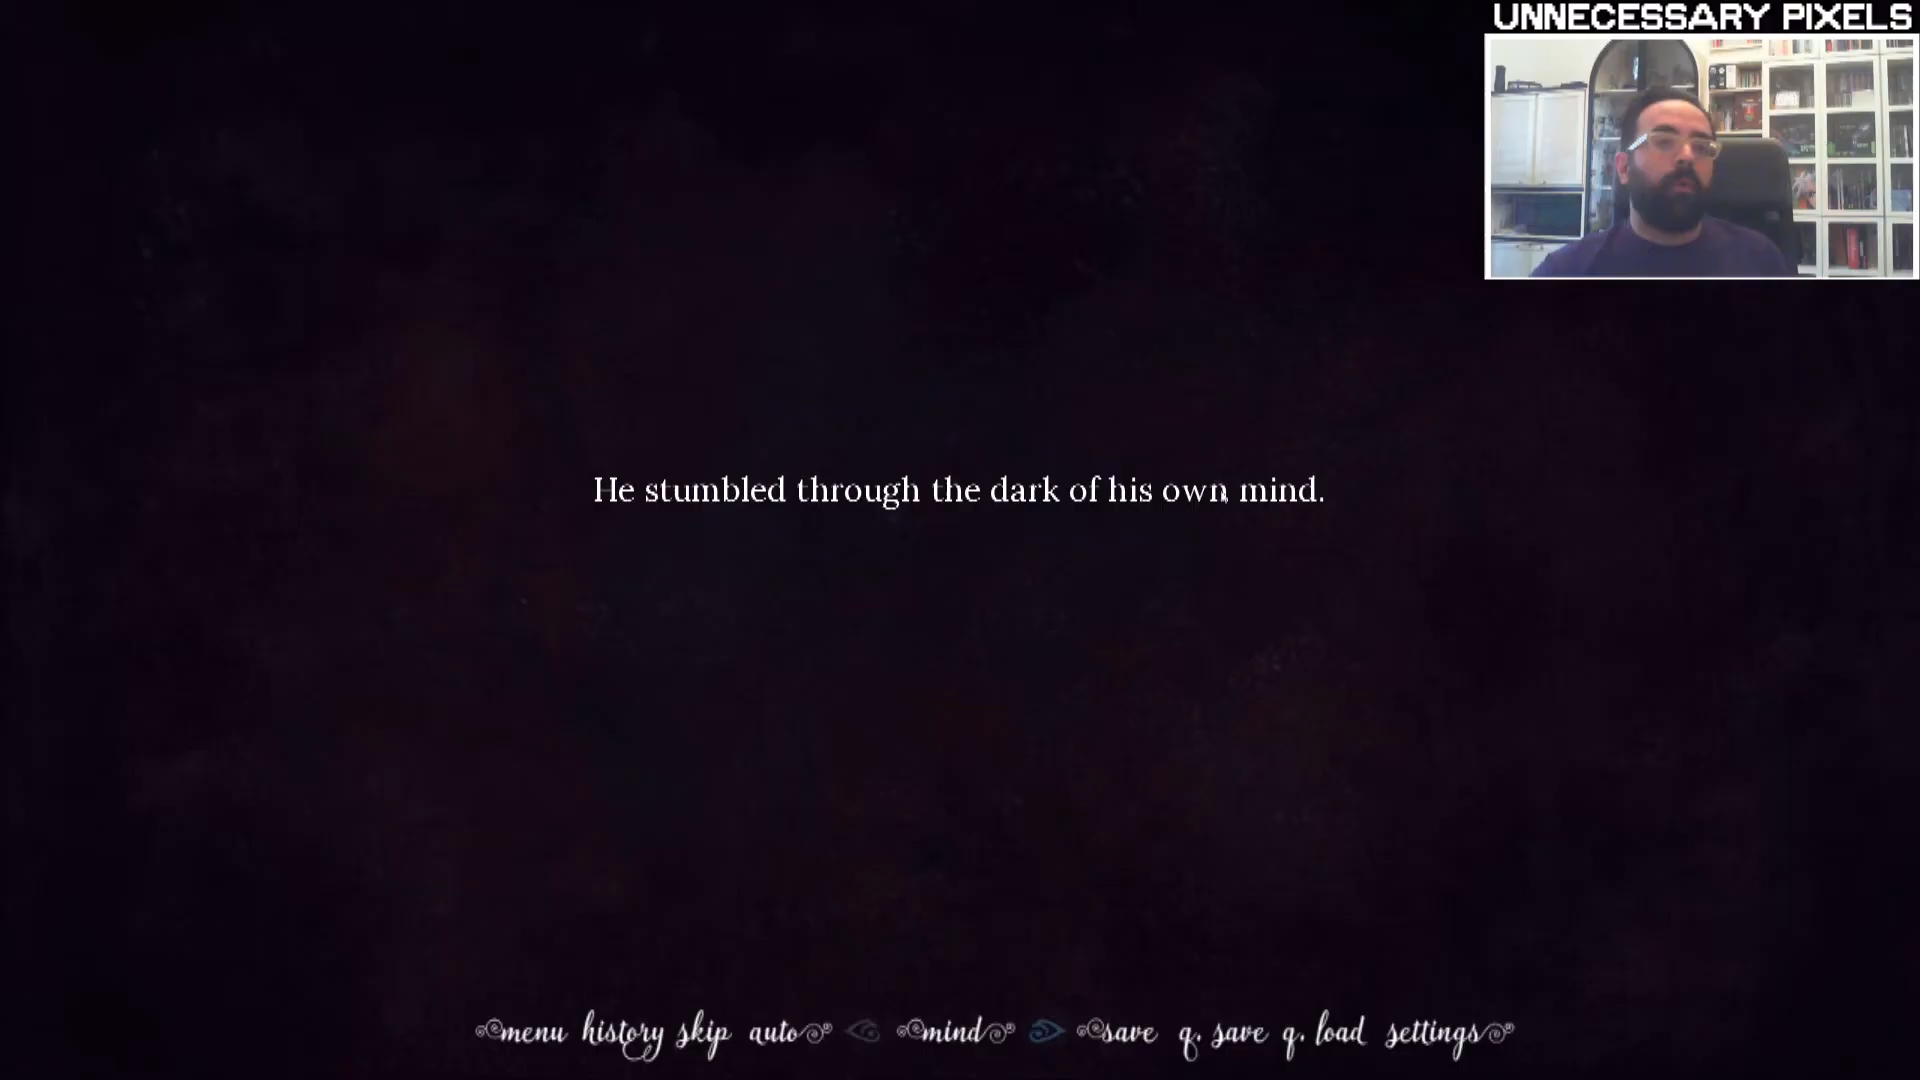 UNNECESSARY PIXELS
He stumbled through the dark of his own mind.
menu history skip auto mind save q. save q. load settings